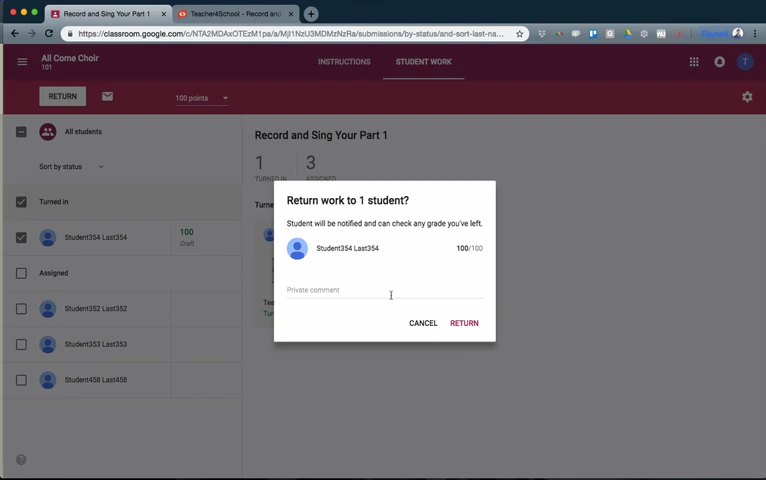 Record and Sing Your Part 1
Teacher4School - Record and
https://classroom.google.com/c/NTA2MDAxOTEzM1pa/a/MjI1NzU3MDMzNzRa/submissions/by-status/and-sort-last-na...
Paused
All Come Choir
101
INSTRUCTIONS
STUDENT WORK
T
RETURN
100 points
All students
Sort by status
Turned in
Student354 Last354
100
Draft
Assigned
Student352 Last352
Student353 Last353
Student458 Last458
Record and Sing Your Part 1
1
3
TURNED IN
ASSIGNED
Turne
Tea
Tur
Return work to 1 student?
Student will be notified and can check any grade you've left.
Student354 Last354
100/100
Private comment
CANCEL
RETURN